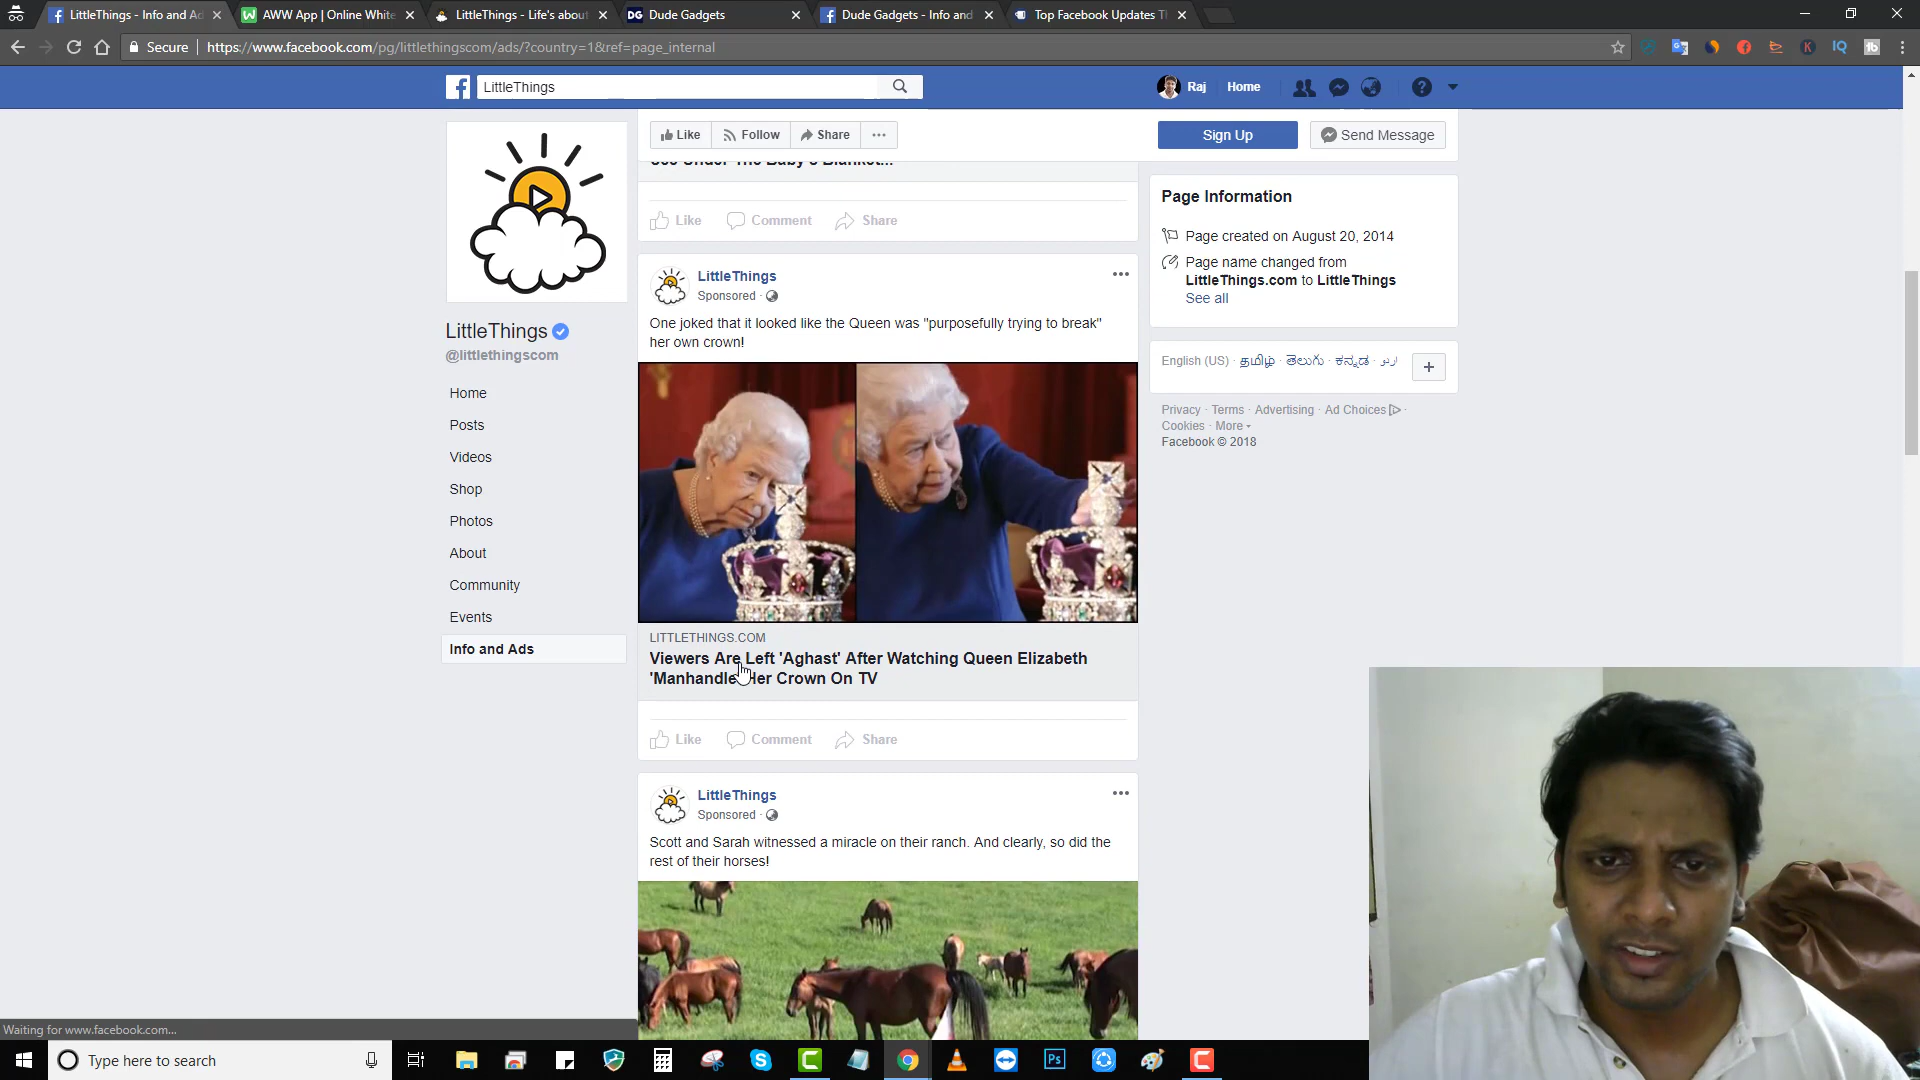 LittleThings - Info and Ad
AWW App | Online White
LittleThings - Life's about
DG Dude Gadgets
Dude Gadgets - Info and
Top Facebook Updates T
Secure https://www.facebook.com/pg/littlethingscom/ads/?country=1&ref=page_internal
LittleThings
Raj Home
Like Follow Share Sign Up Send Message
See Under The Baby's Blanket...
Like Comment Share
LittleThings
@littlethingscom
Home
Posts
Videos
Shop
Photos
About
Community
Events
Info and Ads
LittleThings
Sponsored ·
One joked that it looked like the Queen was "purposefully trying to break"
her own crown!
LITTLETHINGS.COM
Viewers Are Left 'Aghast' After Watching Queen Elizabeth
'Manhandle' Her Crown On TV
Like Comment Share
LittleThings
Sponsored ·
Scott and Sarah witnessed a miracle on their ranch. And clearly, so did the
rest of their horses!
Page Information
Page created on August 20, 2014
Page name changed from
LittleThings.com to LittleThings
See all
English (US) · தமிழ் · తెలుగు · ಕನ್ನಡ · اردو
Privacy · Terms · Advertising · Ad Choices ·
Cookies · More
Facebook © 2018
Waiting for www.facebook.com...
Type here to search
Ps